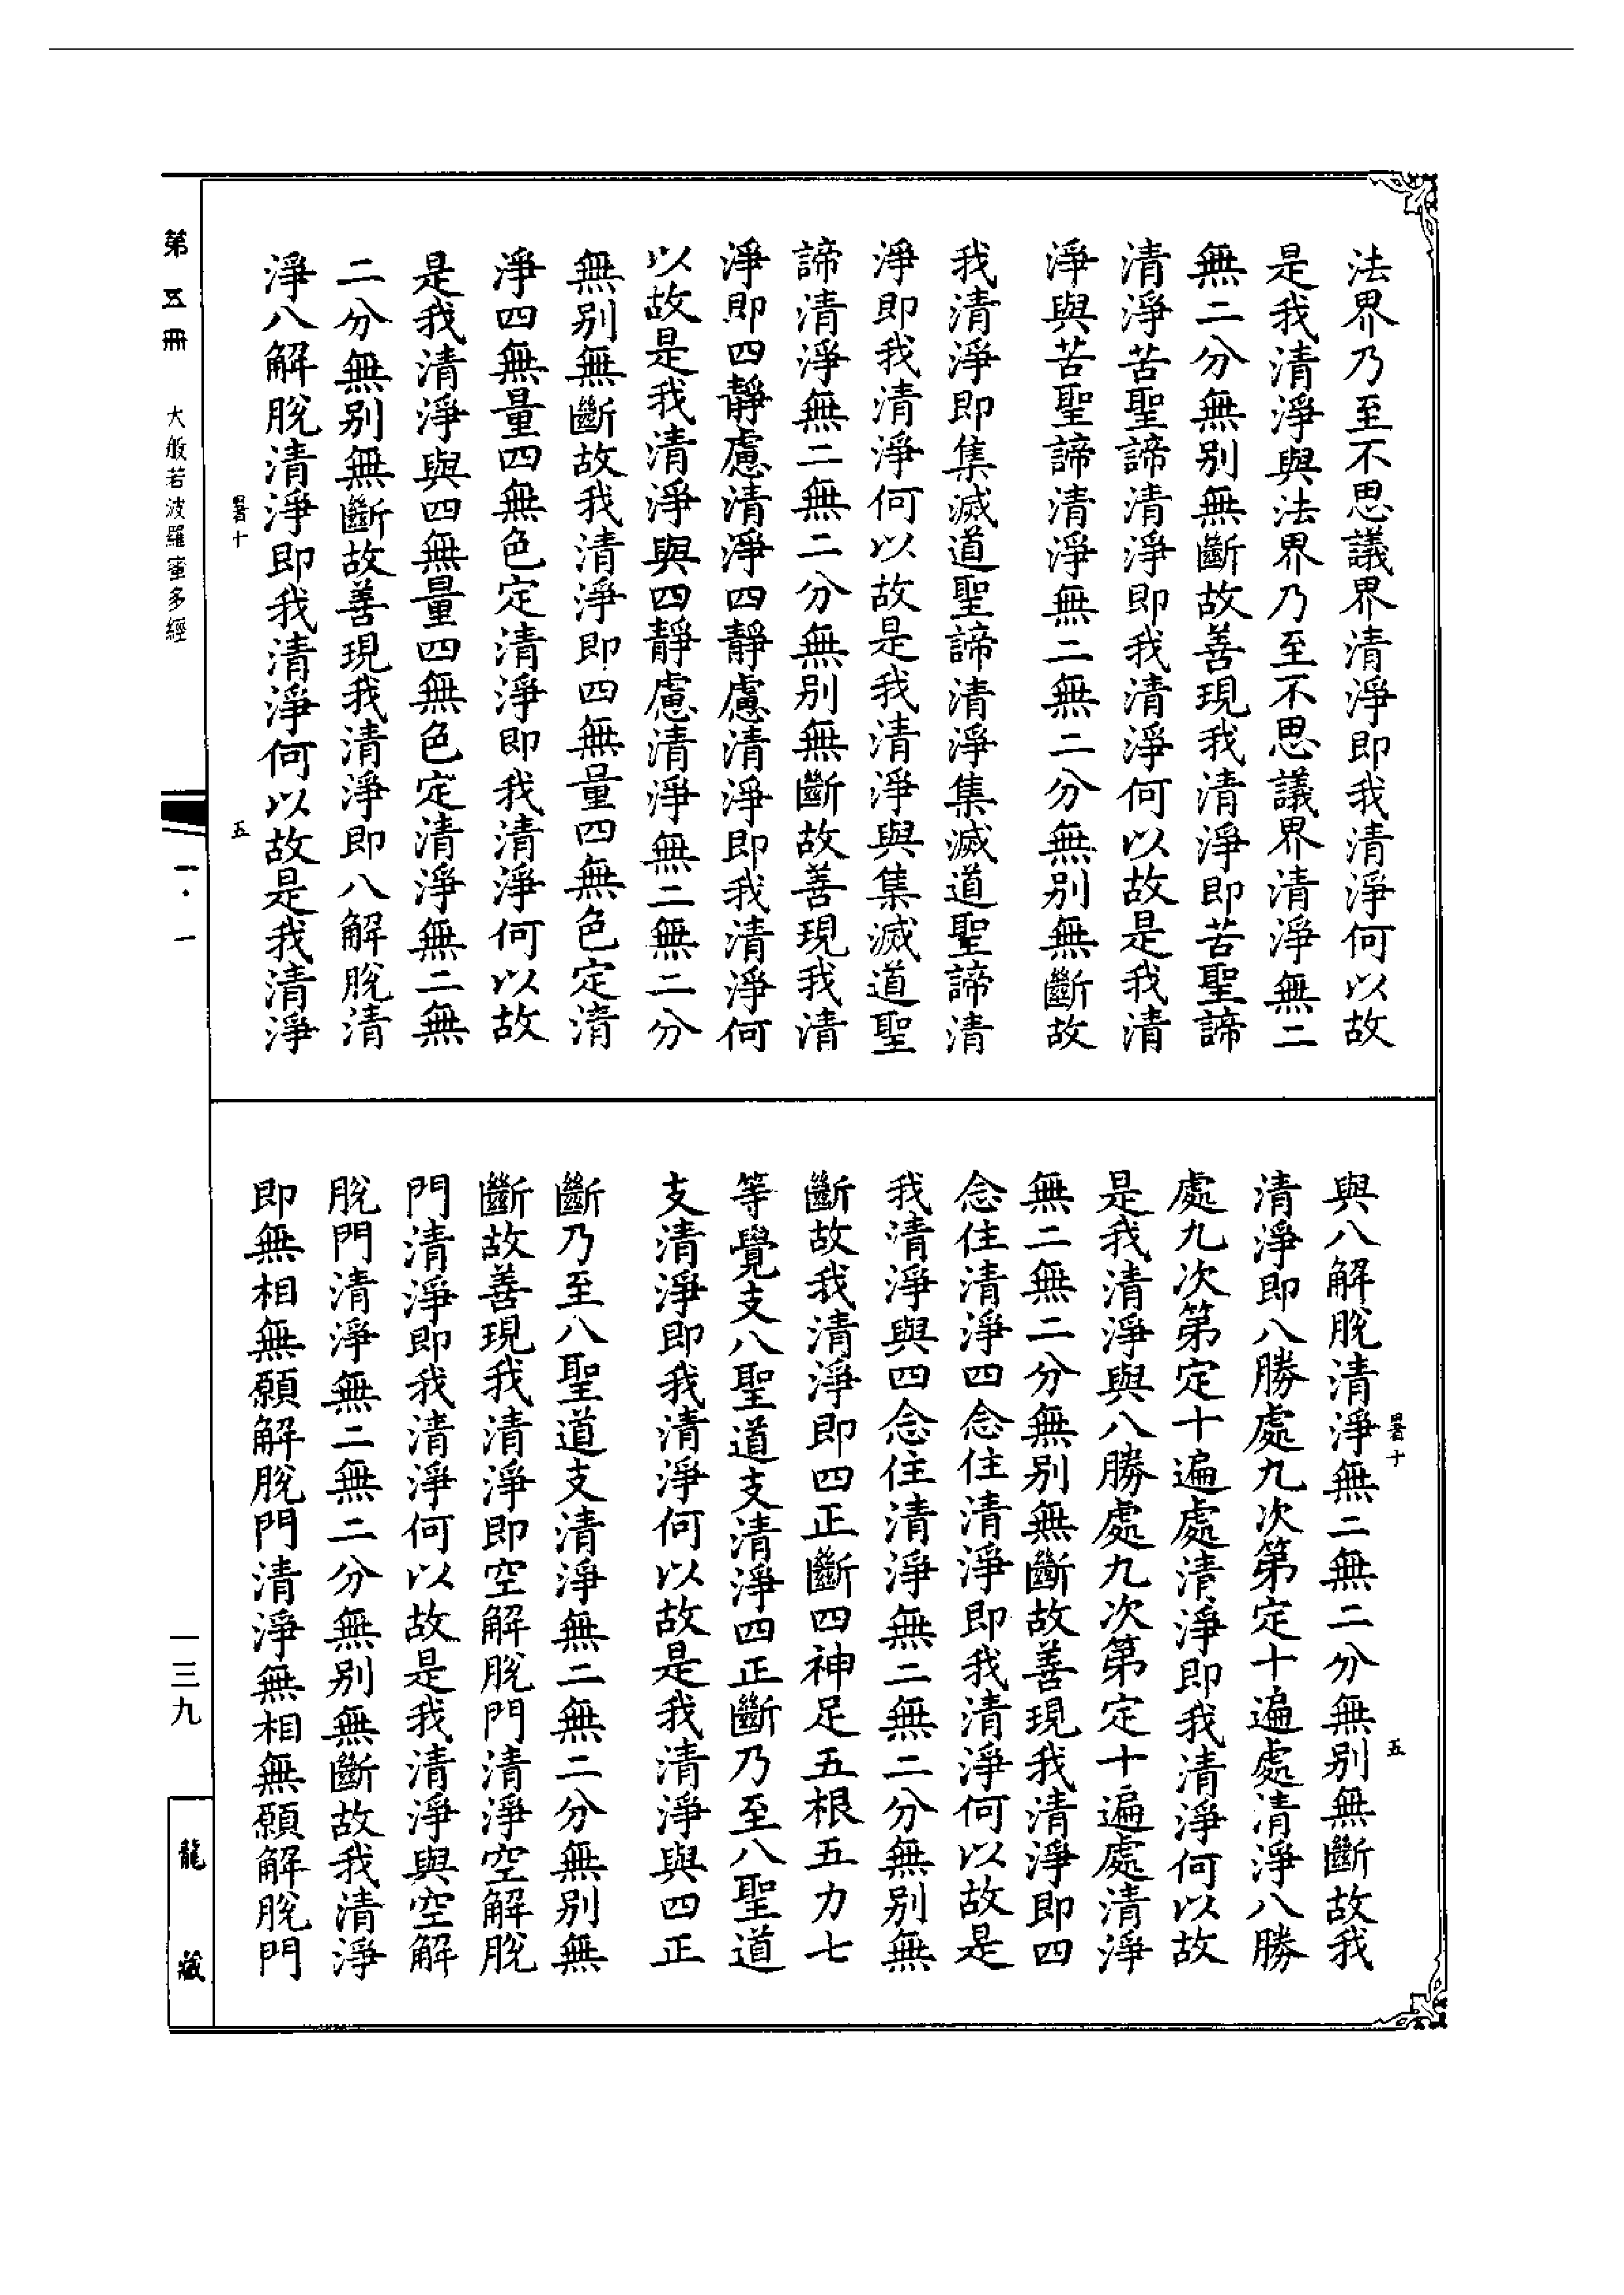 法界乃至不思議界清淨即我清淨何以故
是我清淨與法界乃至不思議界清淨無二
無二分無別無斷故善現我清淨即苦聖諦
清淨苦聖諦清淨即我清淨何以故是我清
淨與苦聖諦清淨無二無二分無別無斷故
我清淨即集滅道聖諦清淨集滅道聖諦清
淨即我清淨何以故是我清淨與集滅道聖
諦清淨無二無二分無別無斷故善現我清
淨即四靜慮清淨四靜慮清淨即我清淨何
以故是我清淨與四靜慮清淨無二無二分
無別無斷故我清淨即四無量四無色定清
淨四無量四無色定清淨即我清淨何以故
是我清淨與四無量四無色定清淨無二無
二分無別無斷故善現我清淨即八解脫清
淨八解脫清淨即我清淨何以故是我清淨
暑十 五
暑十 五
與八解脫清淨無二無二分無別無斷故我
清淨即八勝處九次第定十遍處清淨八勝
處九次第定十遍處清淨即我清淨何以故
是我清淨與八勝處九次第定十遍處清淨
無二無二分無別無斷故善現我清淨即四
念住清淨四念住清淨即我清淨何以故是
我清淨與四念住清淨無二無二分無別無
斷故我清淨即四正斷四神足五根五力七
等覺支八聖道支清淨四正斷乃至八聖道
支清淨即我清淨何以故是我清淨與四正
斷乃至八聖道支清淨無二無二分無別無
斷故善現我清淨即空解脫門清淨空解脫
門清淨即我清淨何以故是我清淨與空解
脫門清淨無二無二分無別無斷故我清淨
即無相無願解脫門清淨無相無願解脫門
第五冊 大般若波羅蜜多經 一·一
一三九
龍藏